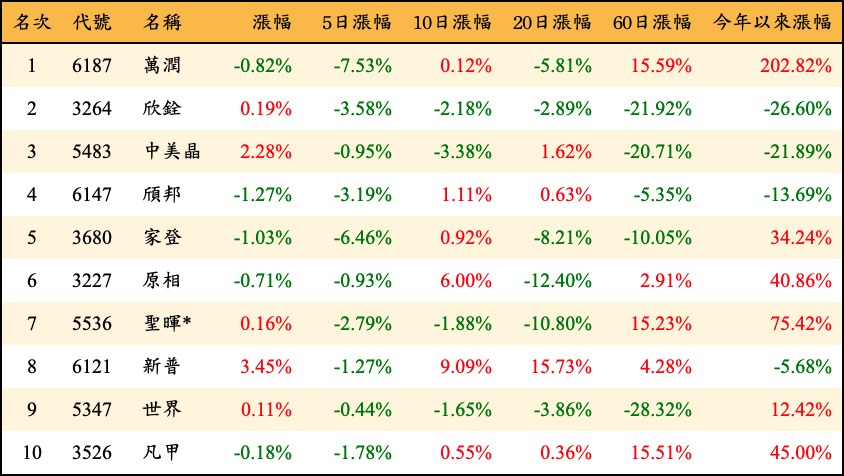 名次 代號 名稱 漲幅 5日漲幅 10日漲幅 20日漲幅 60日漲幅 今年以來漲幅
1 6187 萬潤 -0.82% -7.53% 0.12% -5.81% 15.59% 202.82%
2 3264 欣銓 0.19% -3.58% -2.18% -2.89% -21.92% -26.60%
3 5483 中美晶 2.28% -0.95% -3.38% 1.62% -20.71% -21.89%
4 6147 頎邦 -1.27% -3.19% 1.11% 0.63% -5.35% -13.69%
5 3680 家登 -1.03% -6.46% 0.92% -8.21% -10.05% 34.24%
6 3227 原相 -0.71% -0.93% 6.00% -12.40% 2.91% 40.86%
7 5536 聖暉* 0.16% -2.79% -1.88% -10.80% 15.23% 75.42%
8 6121 新普 3.45% -1.27% 9.09% 15.73% 4.28% -5.68%
9 5347 世界 0.11% -0.44% -1.65% -3.86% -28.32% 12.42%
10 3526 凡甲 -0.18% -1.78% 0.55% 0.36% 15.51% 45.00%